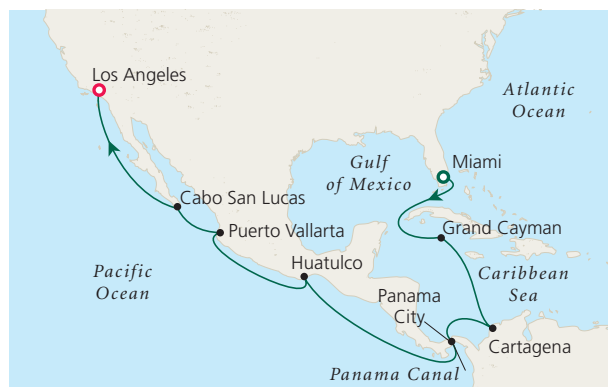 Los Angeles
Atlantic
Ocean
Gulf
of Mexico
Miami
Cabo San Lucas
Puerto Vallarta
Grand Cayman
Huatulco
Pacific
Ocean
Caribbean
Sea
Panama
City
Cartagena
Panama Canal